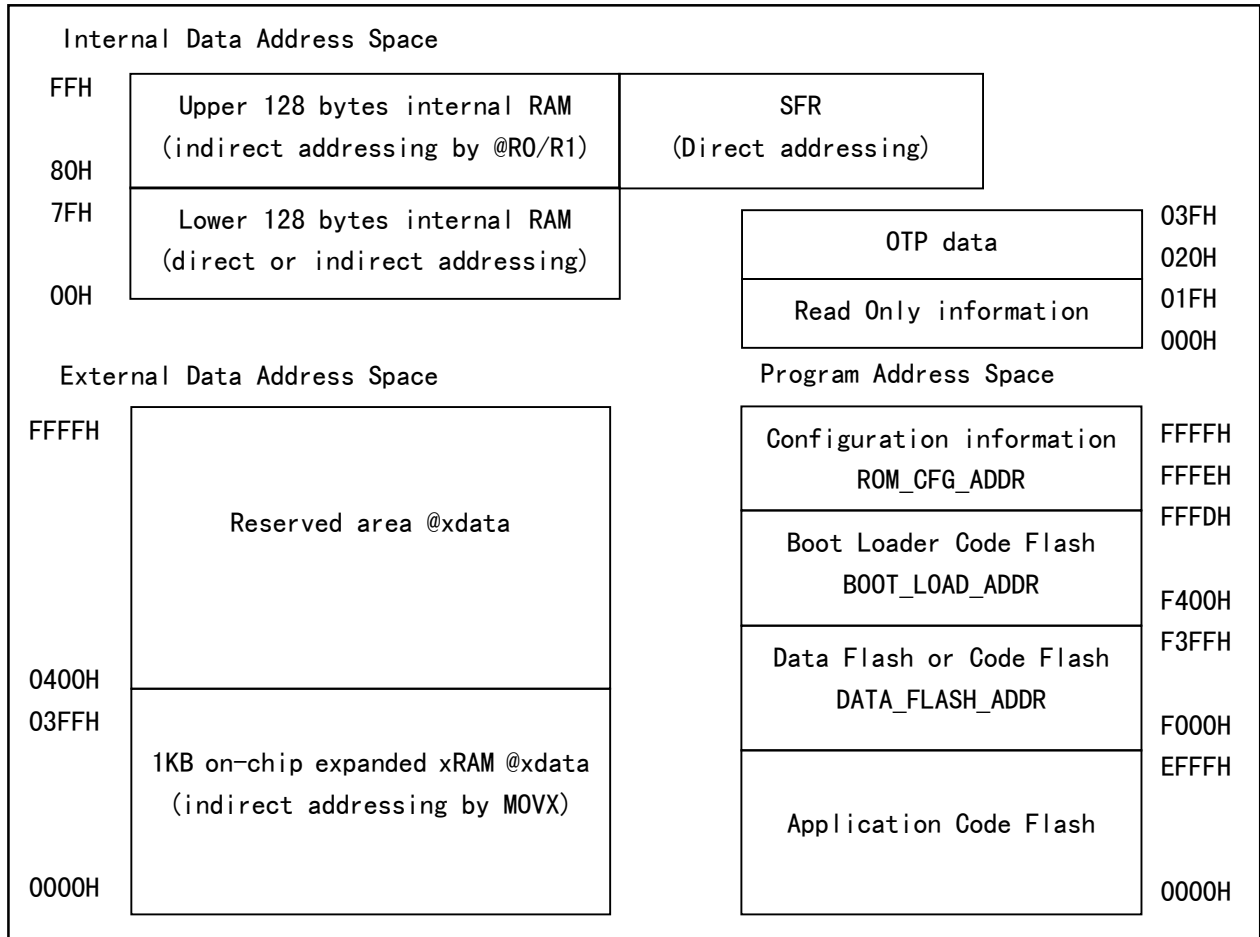 Internal Data Address Space
FFH
Upper 128 bytes internal RAM
(indirect addressing by @R0/R1)
80H
SFR
(Direct addressing)
7FH
Lower 128 bytes internal RAM
(direct or indirect addressing)
00H
OTP data
03FH
020H
Read Only information
01FH
000H
External Data Address Space
FFFFH
Reserved area @xdata
0400H
03FFH
1KB on-chip expanded xRAM @xdata
(indirect addressing by MOVX)
0000H
Program Address Space
Configuration information
ROM_CFG_ADDR
FFFFH
FFFEH
Boot Loader Code Flash
BOOT_LOAD_ADDR
FFFDH
F400H
Data Flash or Code Flash
DATA_FLASH_ADDR
F3FFH
F000H
Application Code Flash
EFFFH
0000H